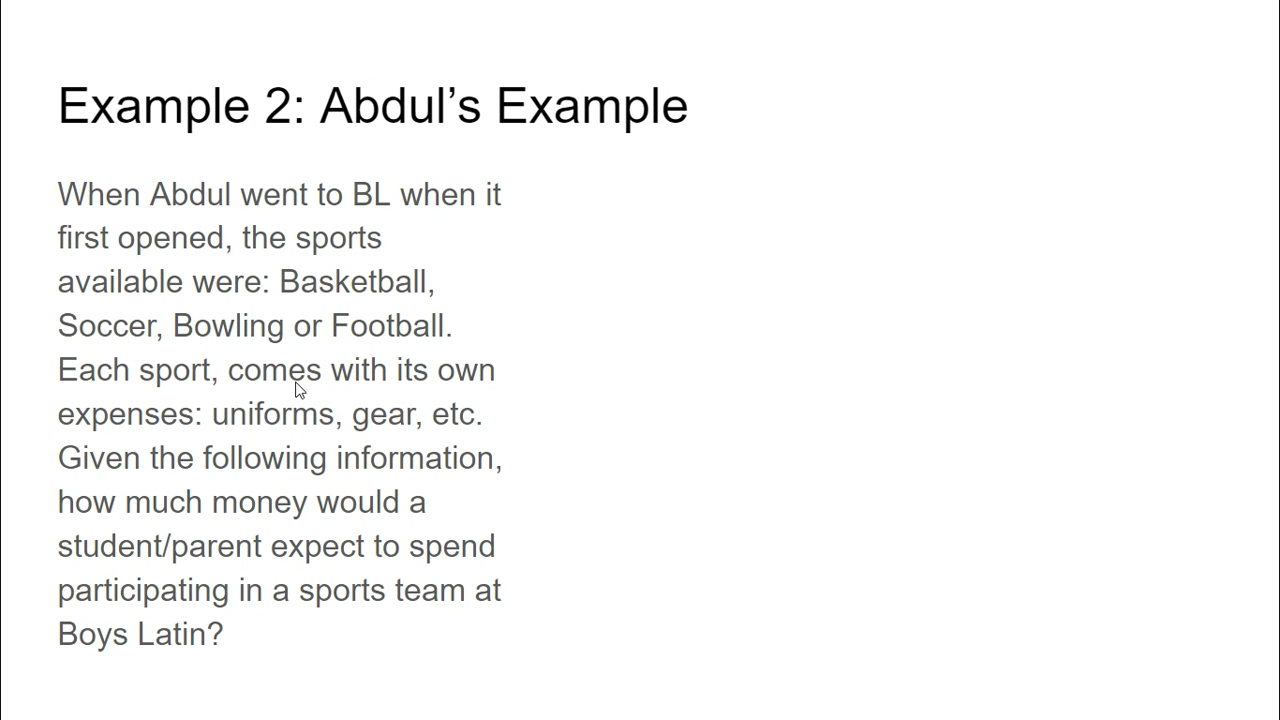 Example 2: Abdul’s Example
When Abdul went to BL when it
first opened, the sports
available were: Basketball,
Soccer, Bowling or Football.
Each sport, comes with its own
expenses: uniforms, gear, etc.
Given the following information,
how much money would a
student/parent expect to spend
participating in a sports team at
Boys Latin?